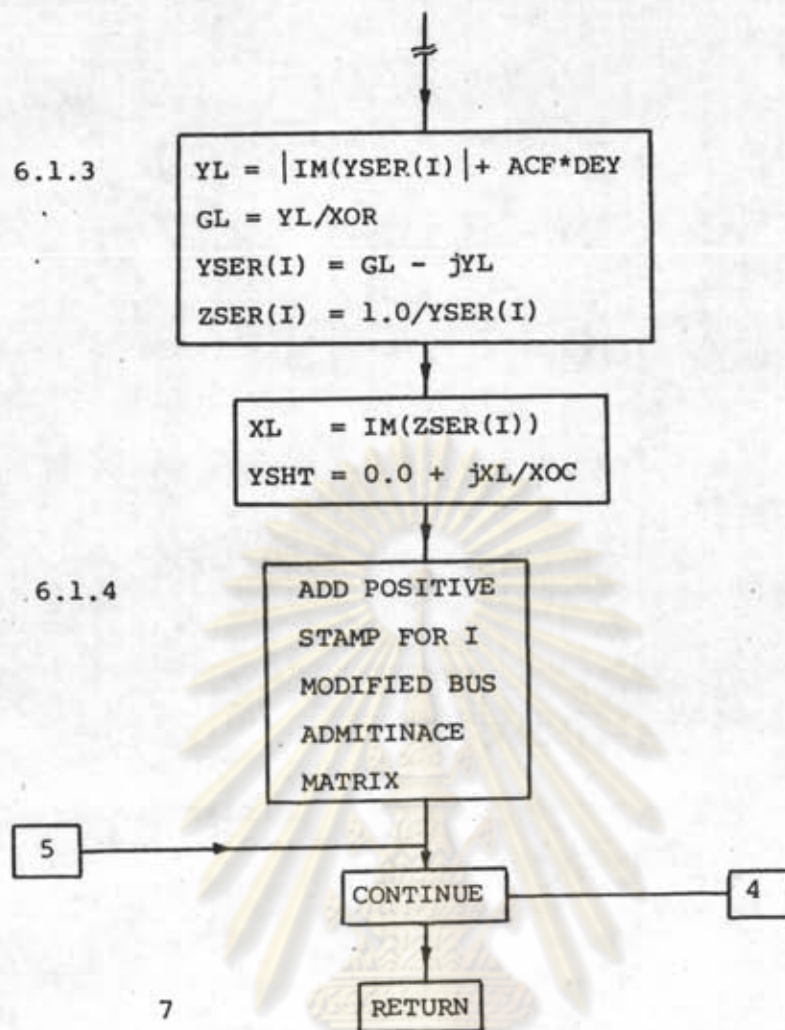 6.1.3
YL = |IM(YSER(I)|+ ACF*DEY
GL = YL/XOR
YSER(I) = GL - jYL
ZSER(I) = 1.0/YSER(I)
XL = IM(ZSER(I))
YSHT = 0.0 + jXL/XOC
6.1.4
ADD POSITIVE
STAMP FOR I
MODIFIED BUS
ADMITINACE
MATRIX
5
CONTINUE
4
7
RETURN